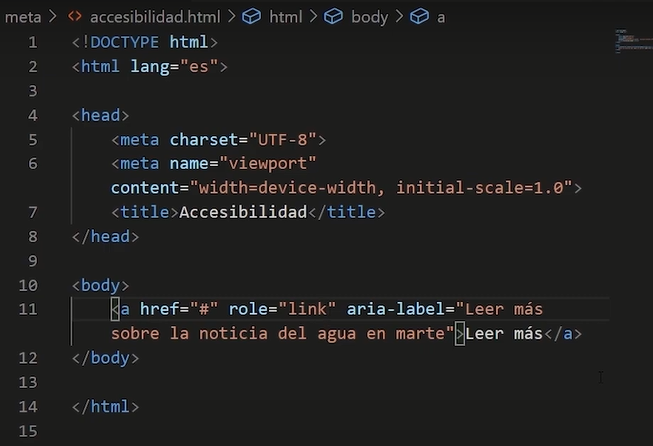 meta > accesibilidad.html > html > body > a
1 <!DOCTYPE html>
2 <html lang="es">
3
4 <head>
5 <meta charset="UTF-8">
6 <meta name="viewport"
content="width=device-width, initial-scale=1.0">
7 <title>Accesibilidad</title>
8 </head>
9
10 <body>
11 <a href="#" role="link" aria-label="Leer más
sobre la noticia del agua en marte">Leer más</a>
12 </body>
13
14 </html>
15